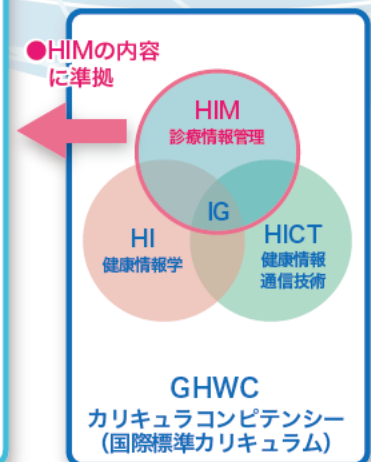 ●HIMの内容
に準拠
HIM
診療情報管理
IG
HI
健康情報学
HICT
健康情報
通信技術
GHWC
カリキュラコンピテンシー
(国際標準カリキュラム)